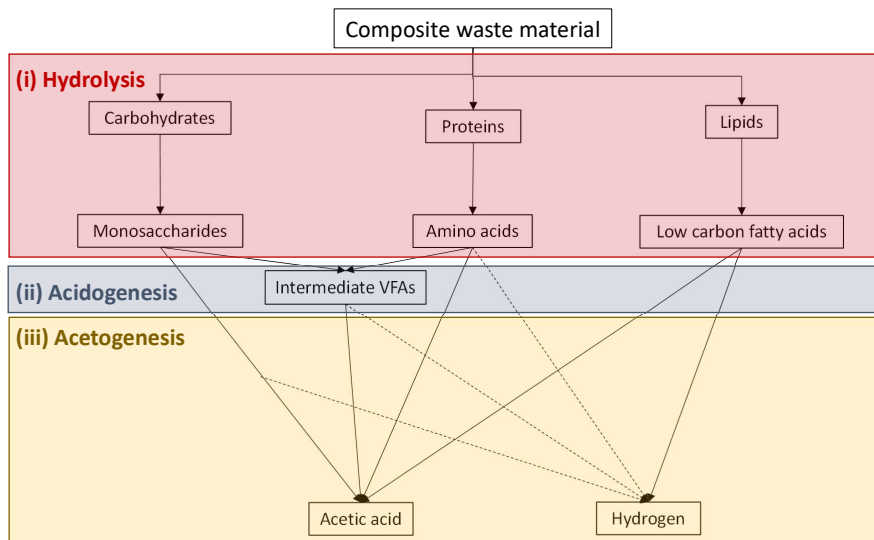 Composite waste material
(i) Hydrolysis
Carbohydrates
Proteins
Lipids
Monosaccharides
Amino acids
Low carbon fatty acids
(ii) Acidogenesis
Intermediate VFAs
(iii) Acetogenesis
Acetic acid
Hydrogen